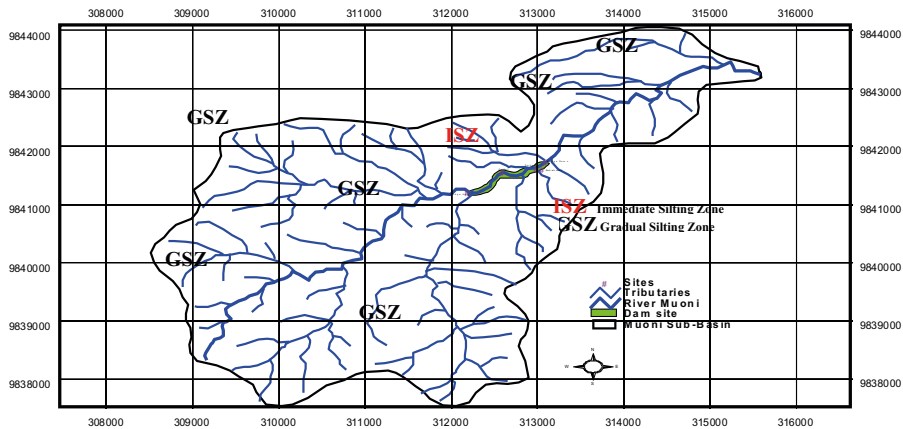 308000 309000 310000 311000 312000 313000 314000 315000 316000
9844000 9844000
GSZ
GSZ
9843000 9843000
GSZ
ISZ
9842000 9842000
GSZ
9841000 9841000
ISZ Immediate Silting Zone
GSZ Gradual Silting Zone
GSZ
9840000 9840000
# Sites
Tributaries
River Muoni
Dam site
Muoni Sub-Basin
GSZ
9839000 9839000
N
W E
S
9838000 9838000
308000 309000 310000 311000 312000 313000 314000 315000 316000